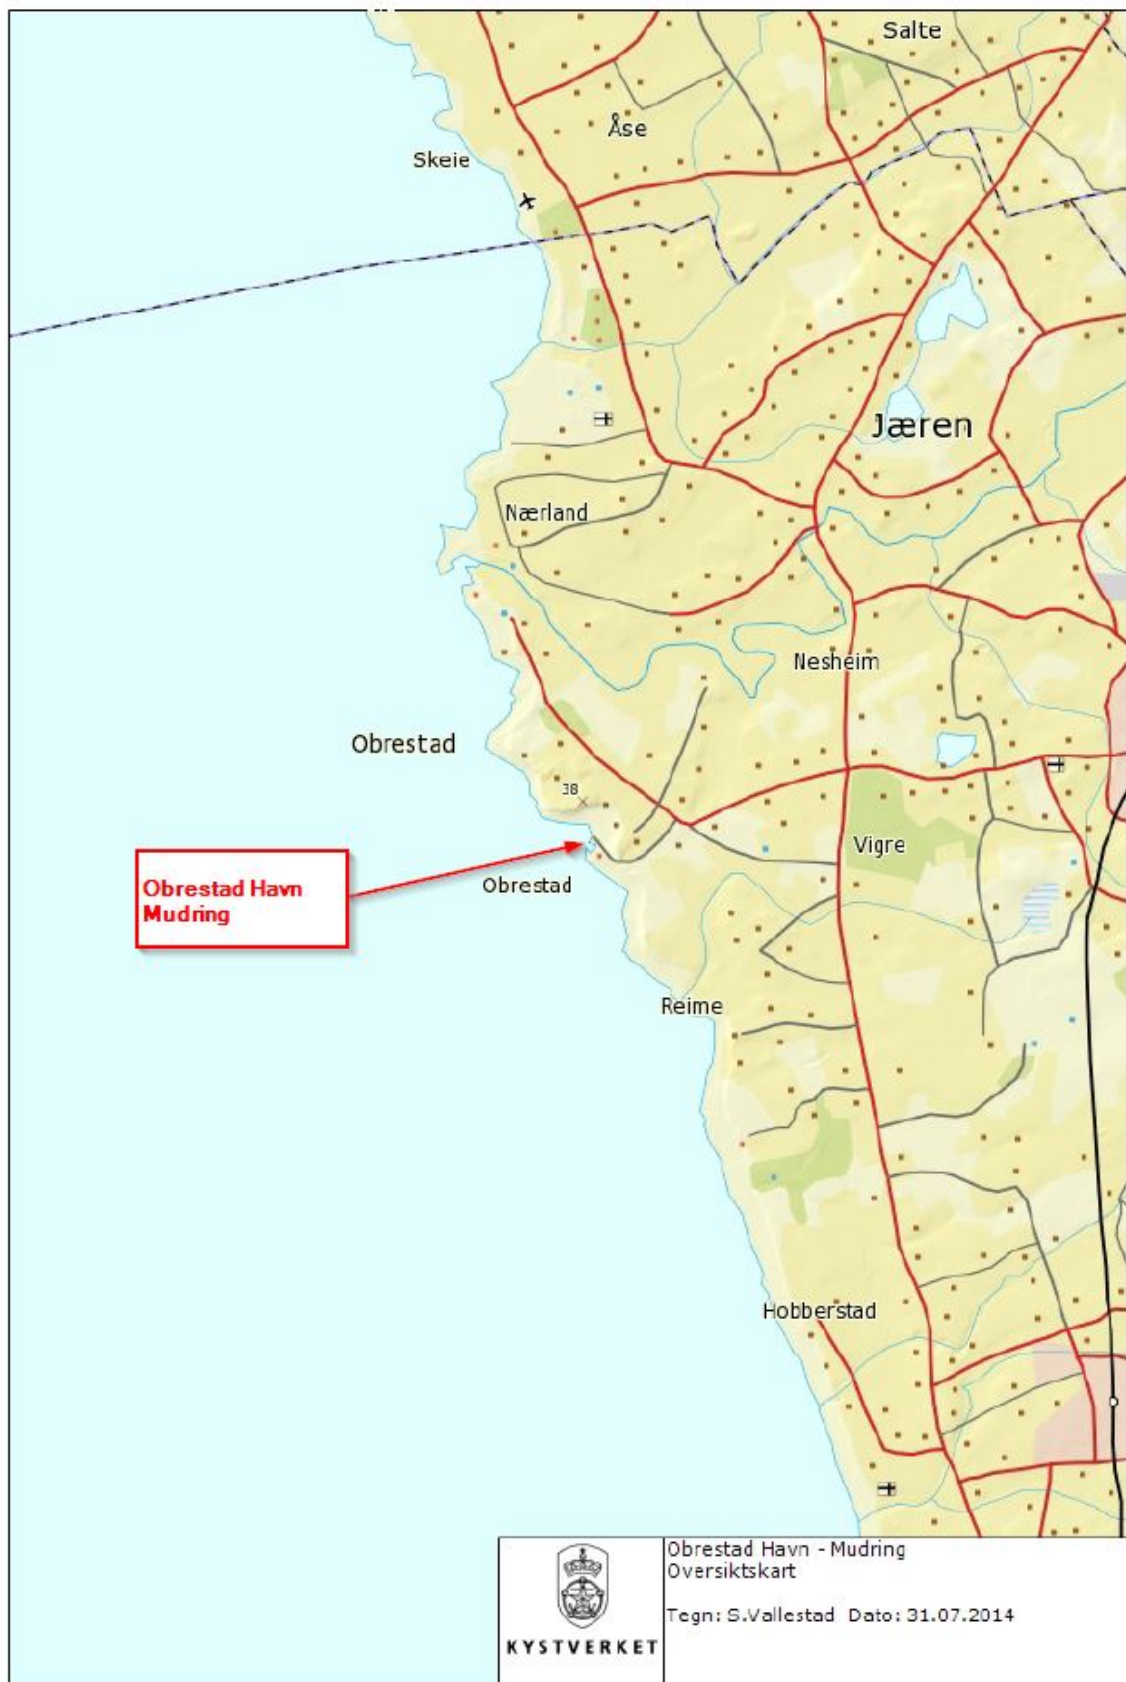 Salte
Åse
Skeie
Jæren
Nærland
Nesheim
Obrestad
38
Vigre
Obrestad Havn
Mudring
Obrestad
Reime
Hobberstad
Obrestad Havn - Mudring
Oversiktskart
Tegn: S.Vallestad Dato: 31.07.2014
KYSTVERKET